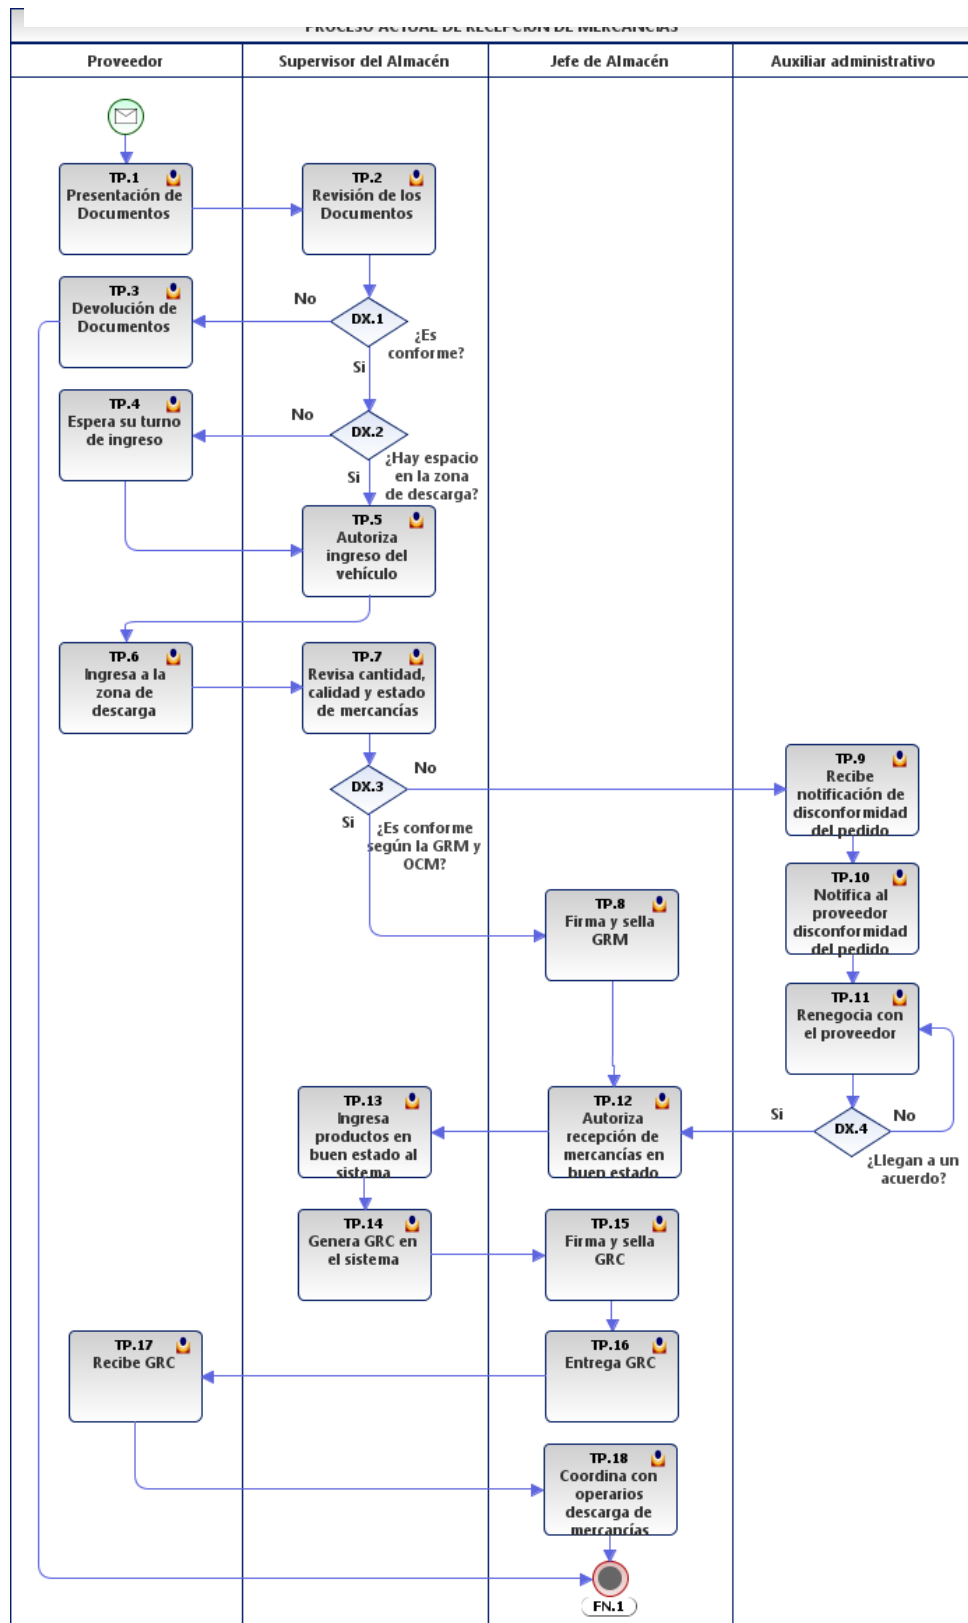 PROCESO ACTUAL DE RECEPCIÓN DE MERCANCÍAS
Proveedor
Supervisor del Almacén
Jefe de Almacén
Auxiliar administrativo
TP.1
Presentación de
Documentos
TP.2
Revisión de los
Documentos
TP.3
Devolución de
Documentos
No
DX.1
¿Es
conforme?
Si
TP.4
Espera su turno
de ingreso
No
DX.2
¿Hay espacio
en la zona
de descarga?
Si
TP.5
Autoriza
ingreso del
vehículo
TP.6
Ingresa a la
zona de
descarga
TP.7
Revisa cantidad,
calidad y estado
de mercancías
No
DX.3
Si
¿Es conforme
según la GRM y
OCM?
TP.9
Recibe
notificación de
disconformidad
del pedido
TP.10
Notifica al
proveedor
disconformidad
del pedido
TP.8
Firma y sella
GRM
TP.11
Renegocia con
el proveedor
TP.13
Ingresa
productos en
buen estado al
sistema
TP.12
Autoriza
recepción de
mercancías en
buen estado
Si
DX.4
No
¿Llegan a un
acuerdo?
TP.14
Genera GRC en
el sistema
TP.15
Firma y sella
GRC
TP.17
Recibe GRC
TP.16
Entrega GRC
TP.18
Coordina con
operarios
descarga de
mercancías
FN.1